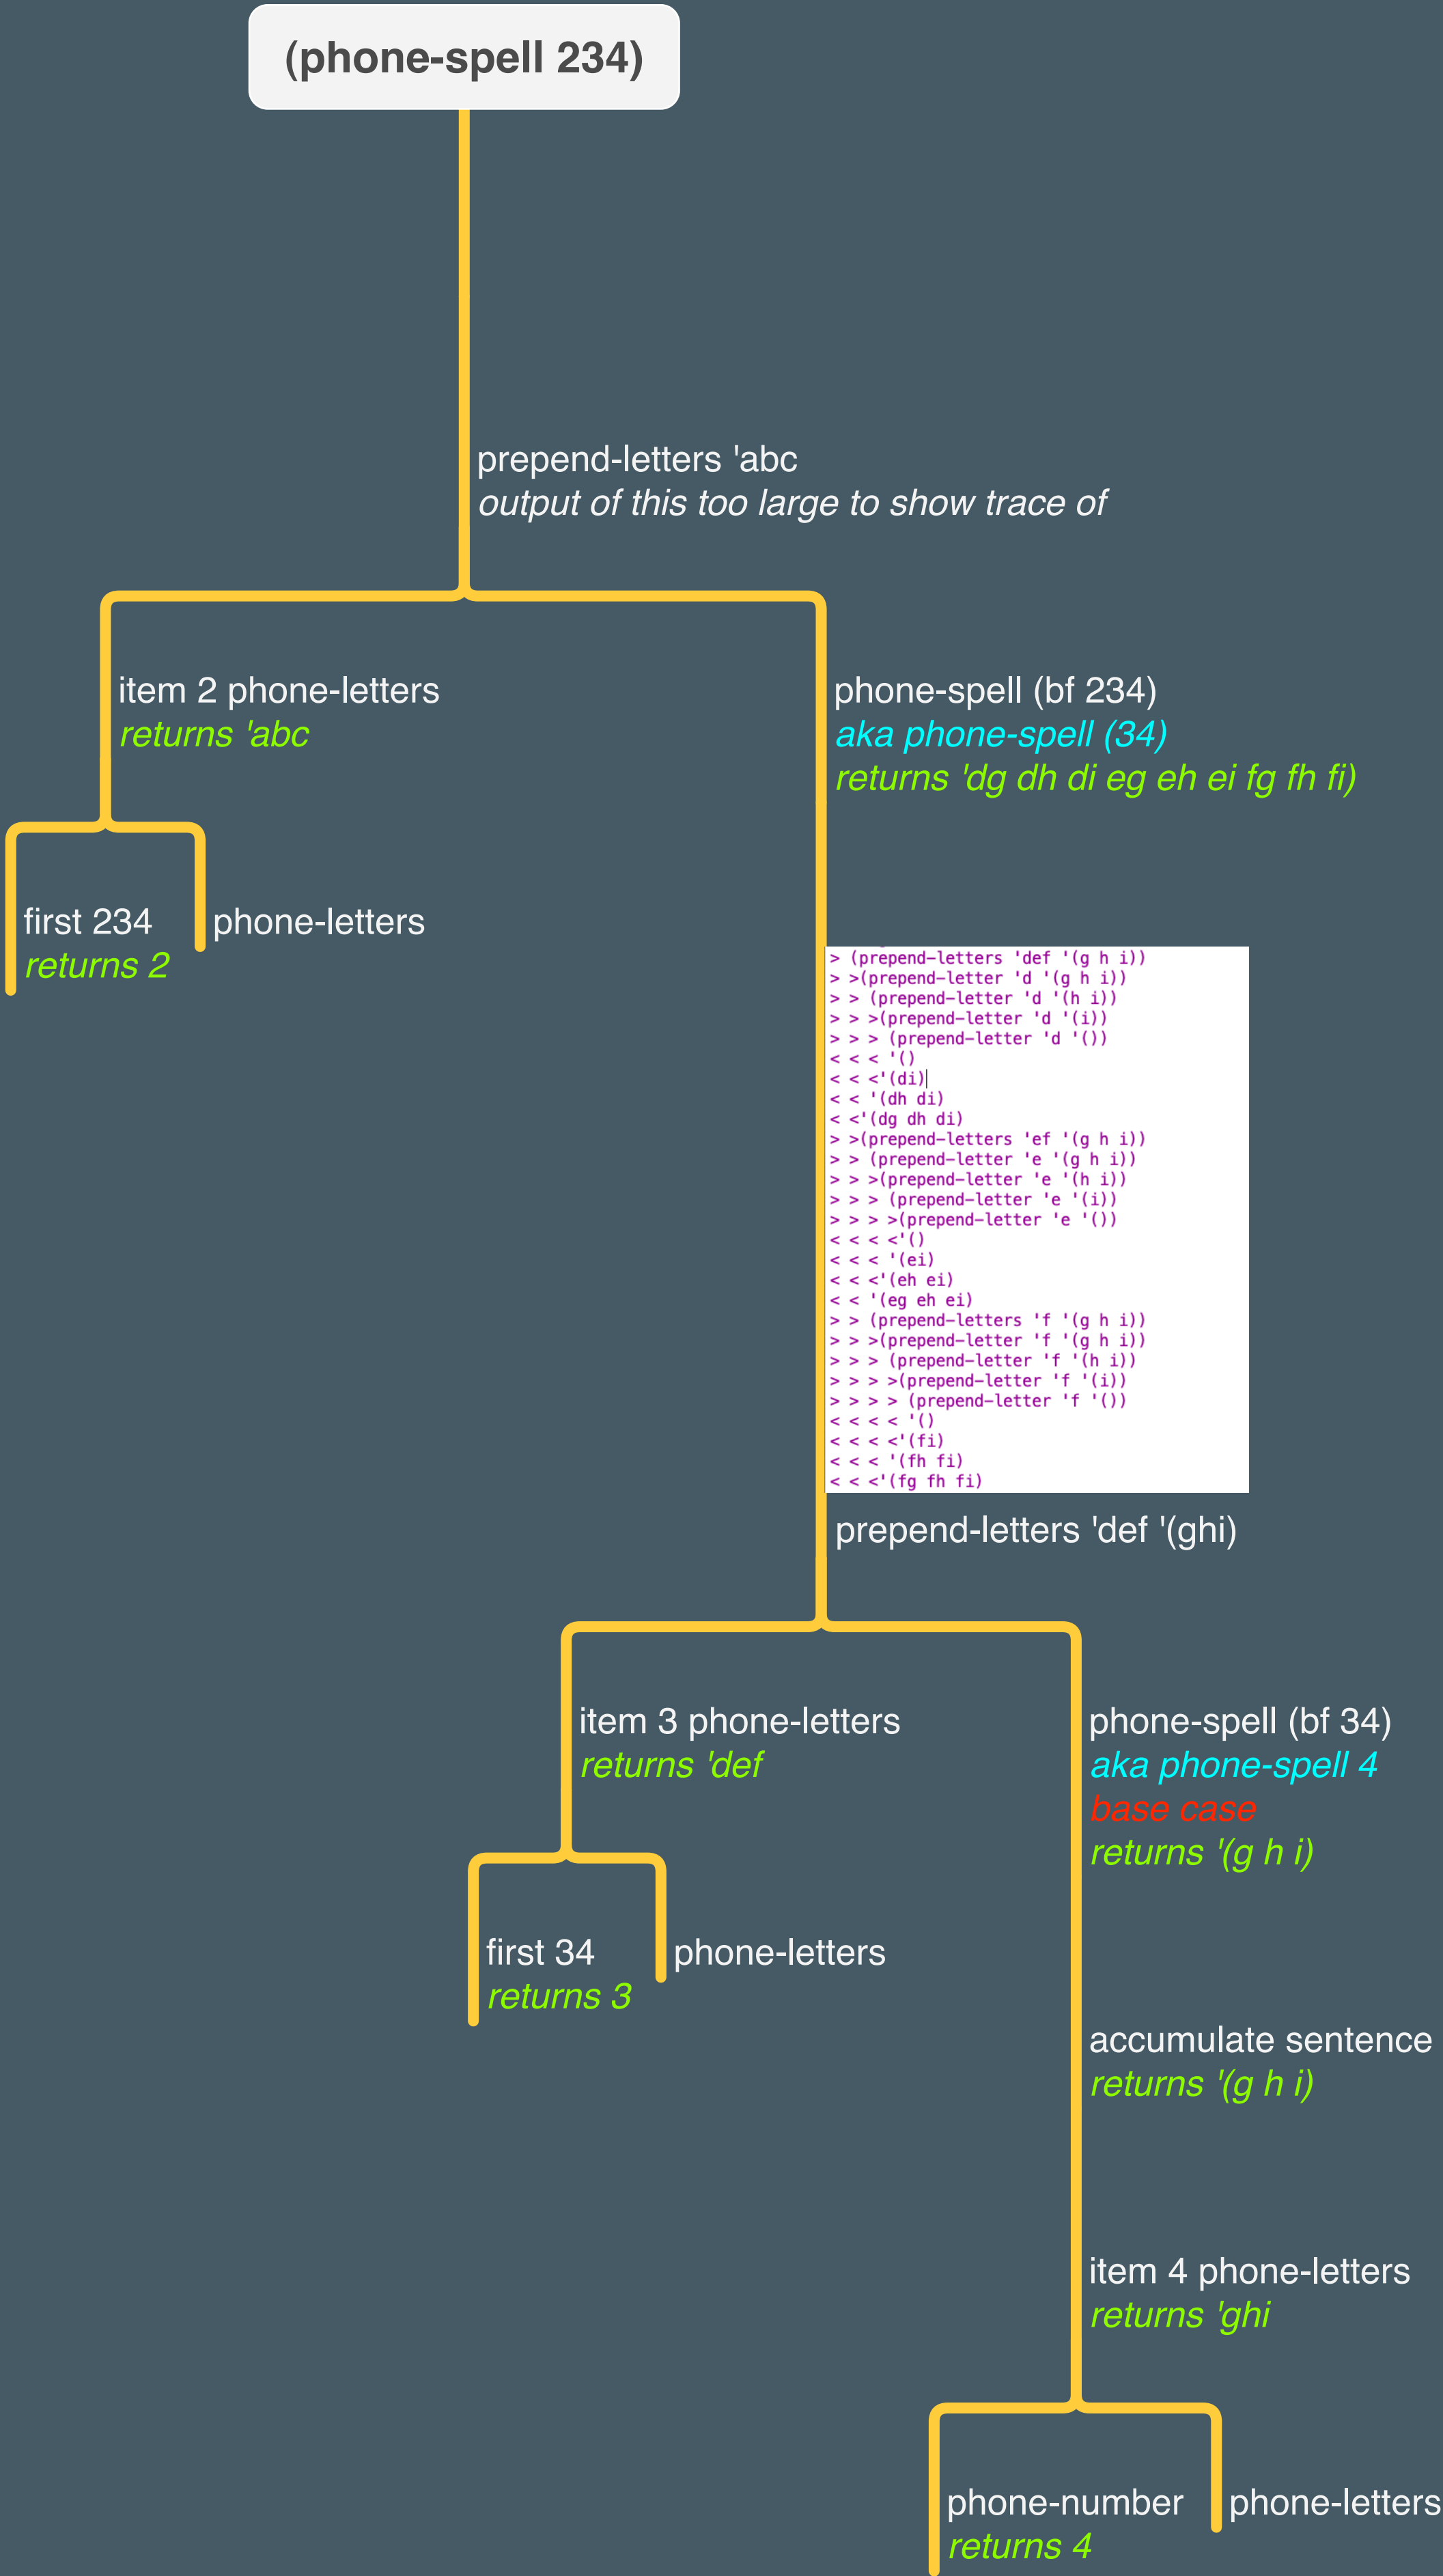 (phone-spell 234)
prepend-letters 'abc
output of this too large to show trace of
item 2 phone-letters
returns 'abc
phone-spell (bf 234)
aka phone-spell (34)
returns 'dg dh di eg eh ei fg fh fi)
first 234
returns 2
phone-letters
> (prepend-letters 'def '(g h i))
> >(prepend-letter 'd '(g h i))
> > (prepend-letter 'd '(h i))
> > >(prepend-letter 'd '(i))
> > > (prepend-letter 'd '())
< < < '()
< < <'(di)
< < '(dh di)
< <'(dg dh di)
> >(prepend-letters 'ef '(g h i))
> > (prepend-letter 'e '(g h i))
> > >(prepend-letter 'e '(h i))
> > > (prepend-letter 'e '(i))
> > > >(prepend-letter 'e '())
< < < <'()
< < < '(ei)
< < <'(eh ei)
< < '(eg eh ei)
> > (prepend-letters 'f '(g h i))
> > >(prepend-letter 'f '(g h i))
> > > (prepend-letter 'f '(h i))
> > > >(prepend-letter 'f '(i))
> > > > (prepend-letter 'f '())
< < < < '()
< < < <'(fi)
< < < '(fh fi)
< < <'(fg fh fi)
prepend-letters 'def '(ghi)
item 3 phone-letters
returns 'def
phone-spell (bf 34)
aka phone-spell 4
base case
returns '(g h i)
first 34
returns 3
phone-letters
accumulate sentence
returns '(g h i)
item 4 phone-letters
returns 'ghi
phone-number
returns 4
phone-letters